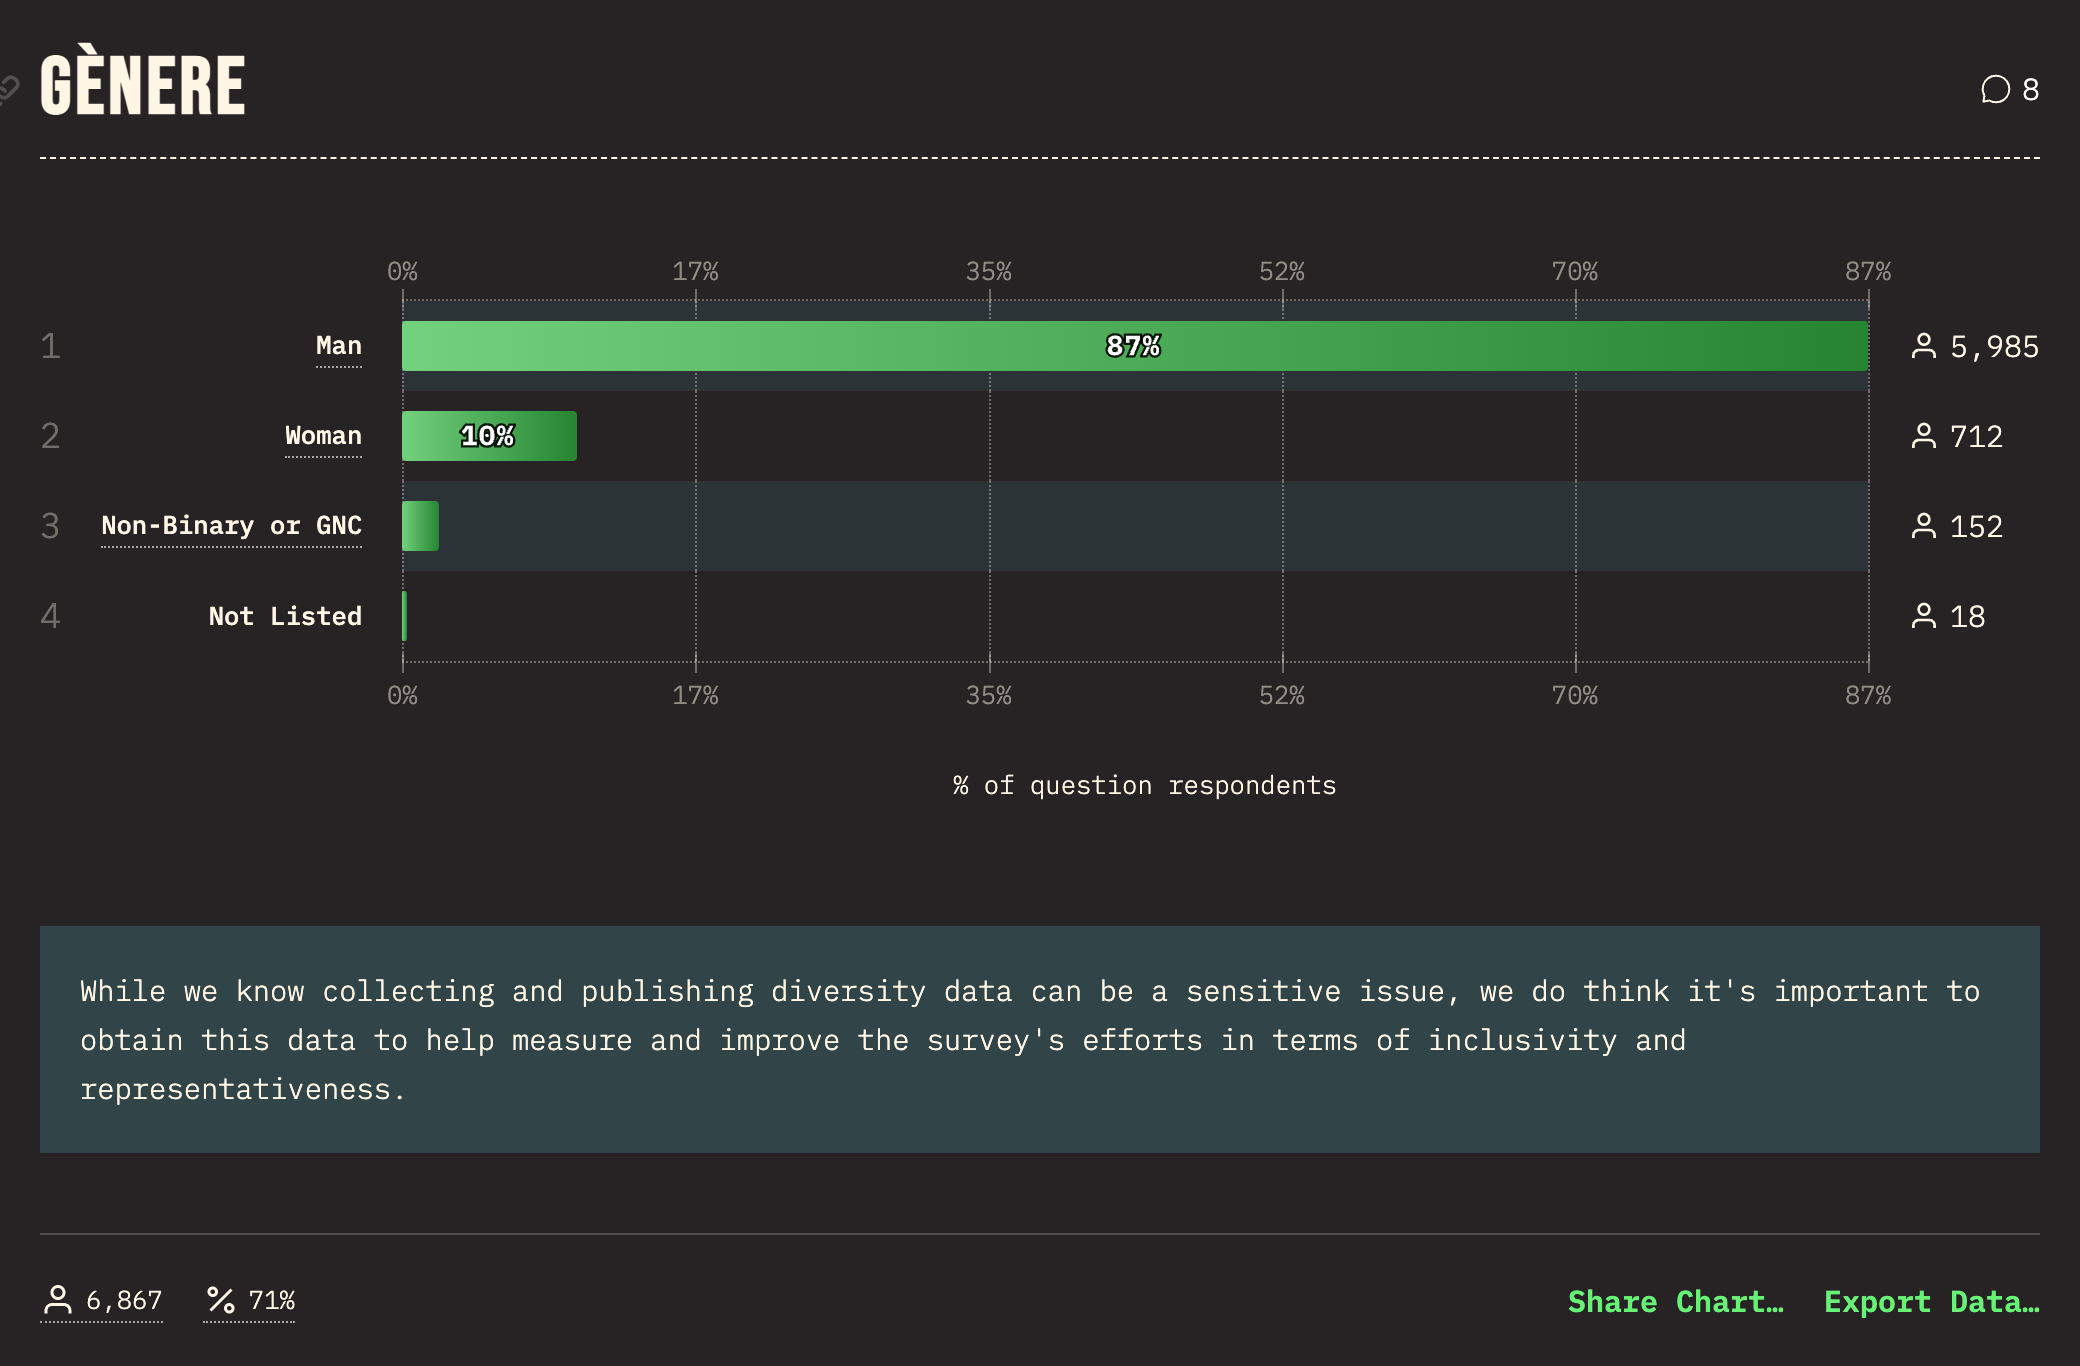 GÈNERE
8
0% 17% 35% 52% 70% 87%
1 Man 87% 5,985
2 Woman 10% 712
3 Non-Binary or GNC 152
4 Not Listed 18
0% 17% 35% 52% 70% 87%
% of question respondents
While we know collecting and publishing diversity data can be a sensitive issue, we do think it's important to
obtain this data to help measure and improve the survey's efforts in terms of inclusivity and
representativeness.
6,867 71% Share Chart… Export Data…